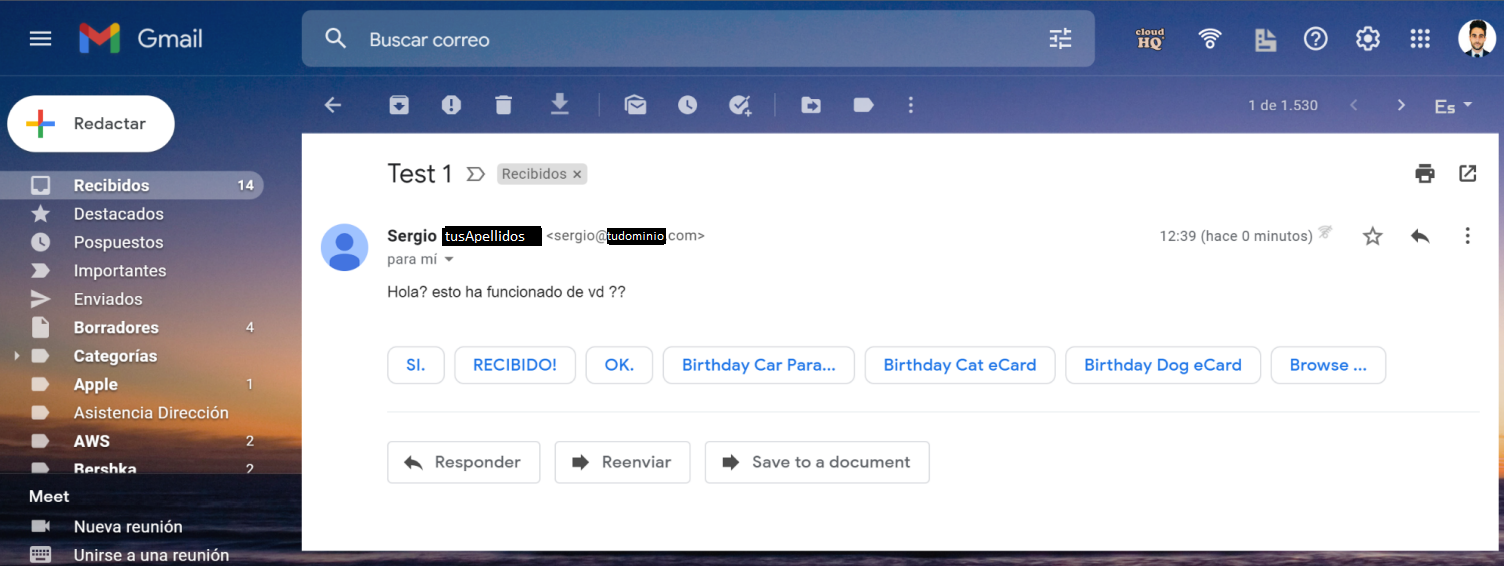 Gmail
Buscar correo
cloud
HQ
Redactar
1 de 1.530
Es
Recibidos 14
Destacados
Pospuestos
Importantes
Enviados
Borradores 4
Categorías
Apple 1
Asistencia Dirección
AWS 2
Bershka 2
Meet
Nueva reunión
Unirse a una reunión
Test 1 Recibidos ×
Sergio tusApellidos <sergio@tudominio.com>
12:39 (hace 0 minutos)
para mí
Hola? esto ha funcionado de vd ??
SI. RECIBIDO! OK. Birthday Car Para... Birthday Cat eCard Birthday Dog eCard Browse ...
Responder Reenviar Save to a document